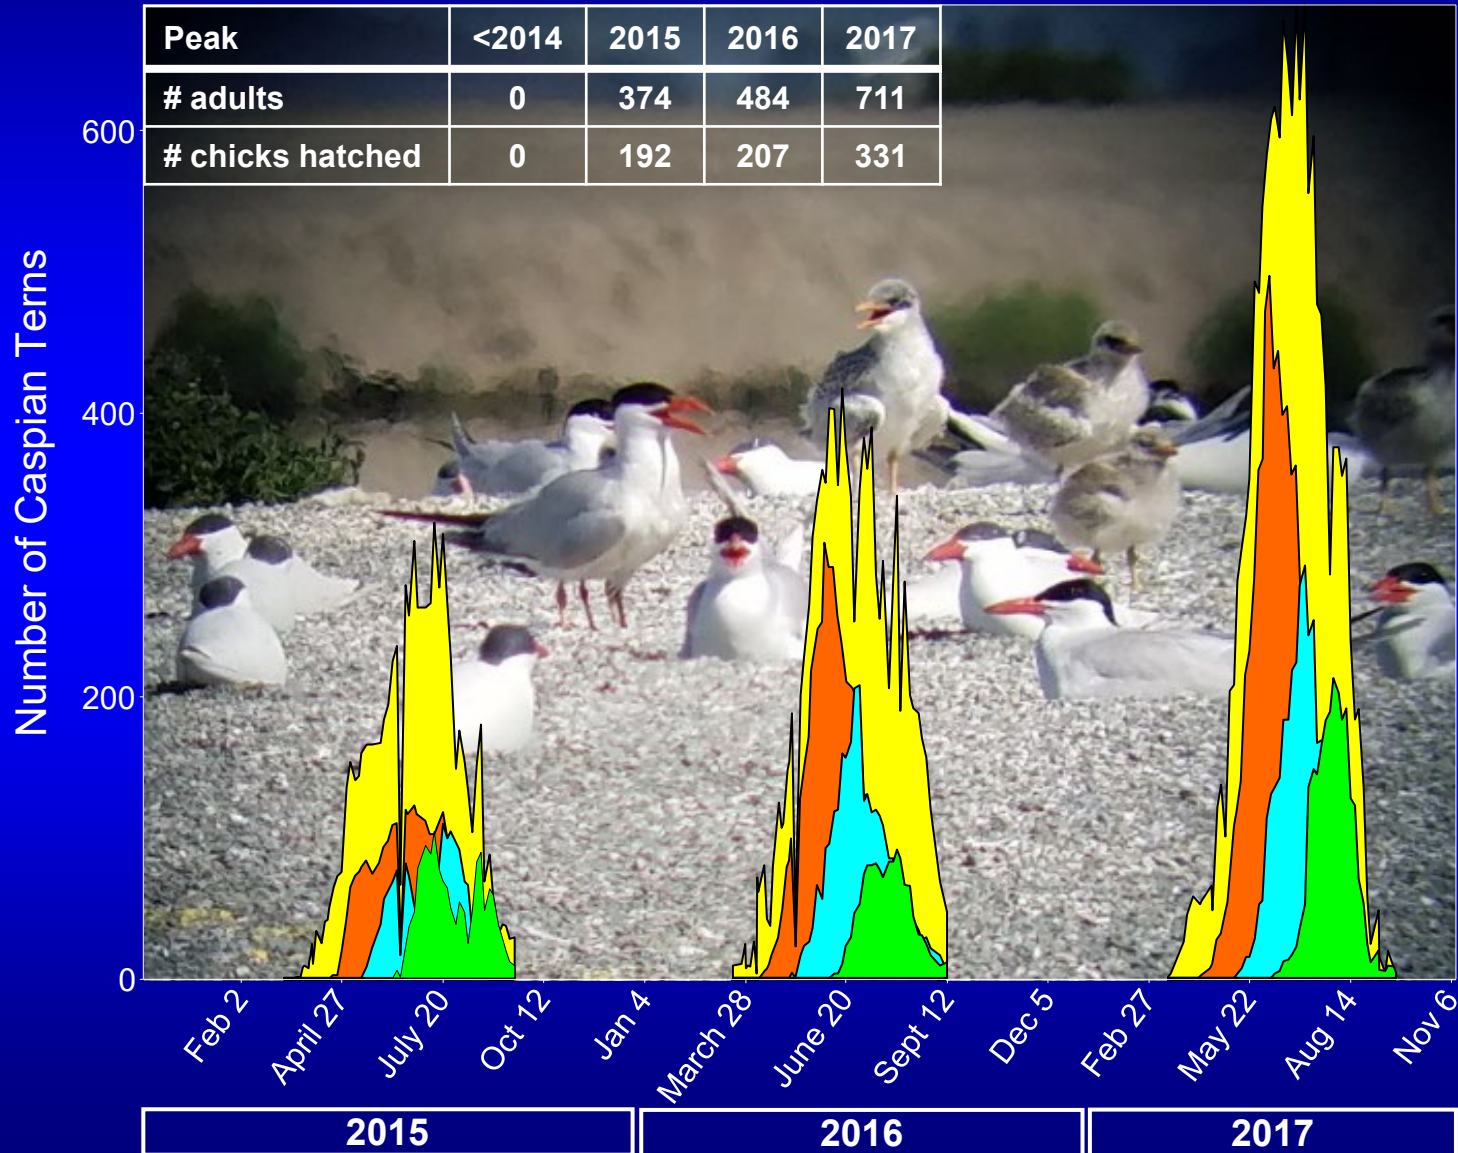 Peak <2014 2015 2016 2017
# adults 0 374 484 711
# chicks hatched 0 192 207 331
Number of Caspian Terns
600
400
200
0
Feb 2 April 27 July 20 Oct 12 Jan 4 March 28 June 20 Sept 12 Dec 5 Feb 27 May 22 Aug 14 Nov 6
2015 2016 2017